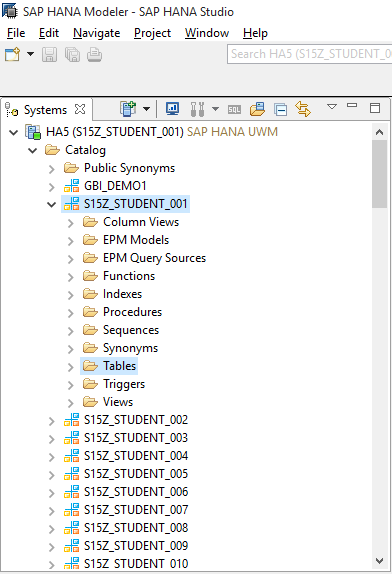 SAP HANA Modeler - SAP HANA Studio
File Edit Navigate Project Window Help
Search HA5 (S15Z_STUDENT_0
Systems
HA5 (S15Z_STUDENT_001) SAP HANA UWM
Catalog
Public Synonyms
GBI_DEMO1
S15Z_STUDENT_001
Column Views
EPM Models
EPM Query Sources
Functions
Indexes
Procedures
Sequences
Synonyms
Tables
Triggers
Views
S15Z_STUDENT_002
S15Z_STUDENT_003
S15Z_STUDENT_004
S15Z_STUDENT_005
S15Z_STUDENT_006
S15Z_STUDENT_007
S15Z_STUDENT_008
S15Z_STUDENT_009
S15Z_STUDENT_010